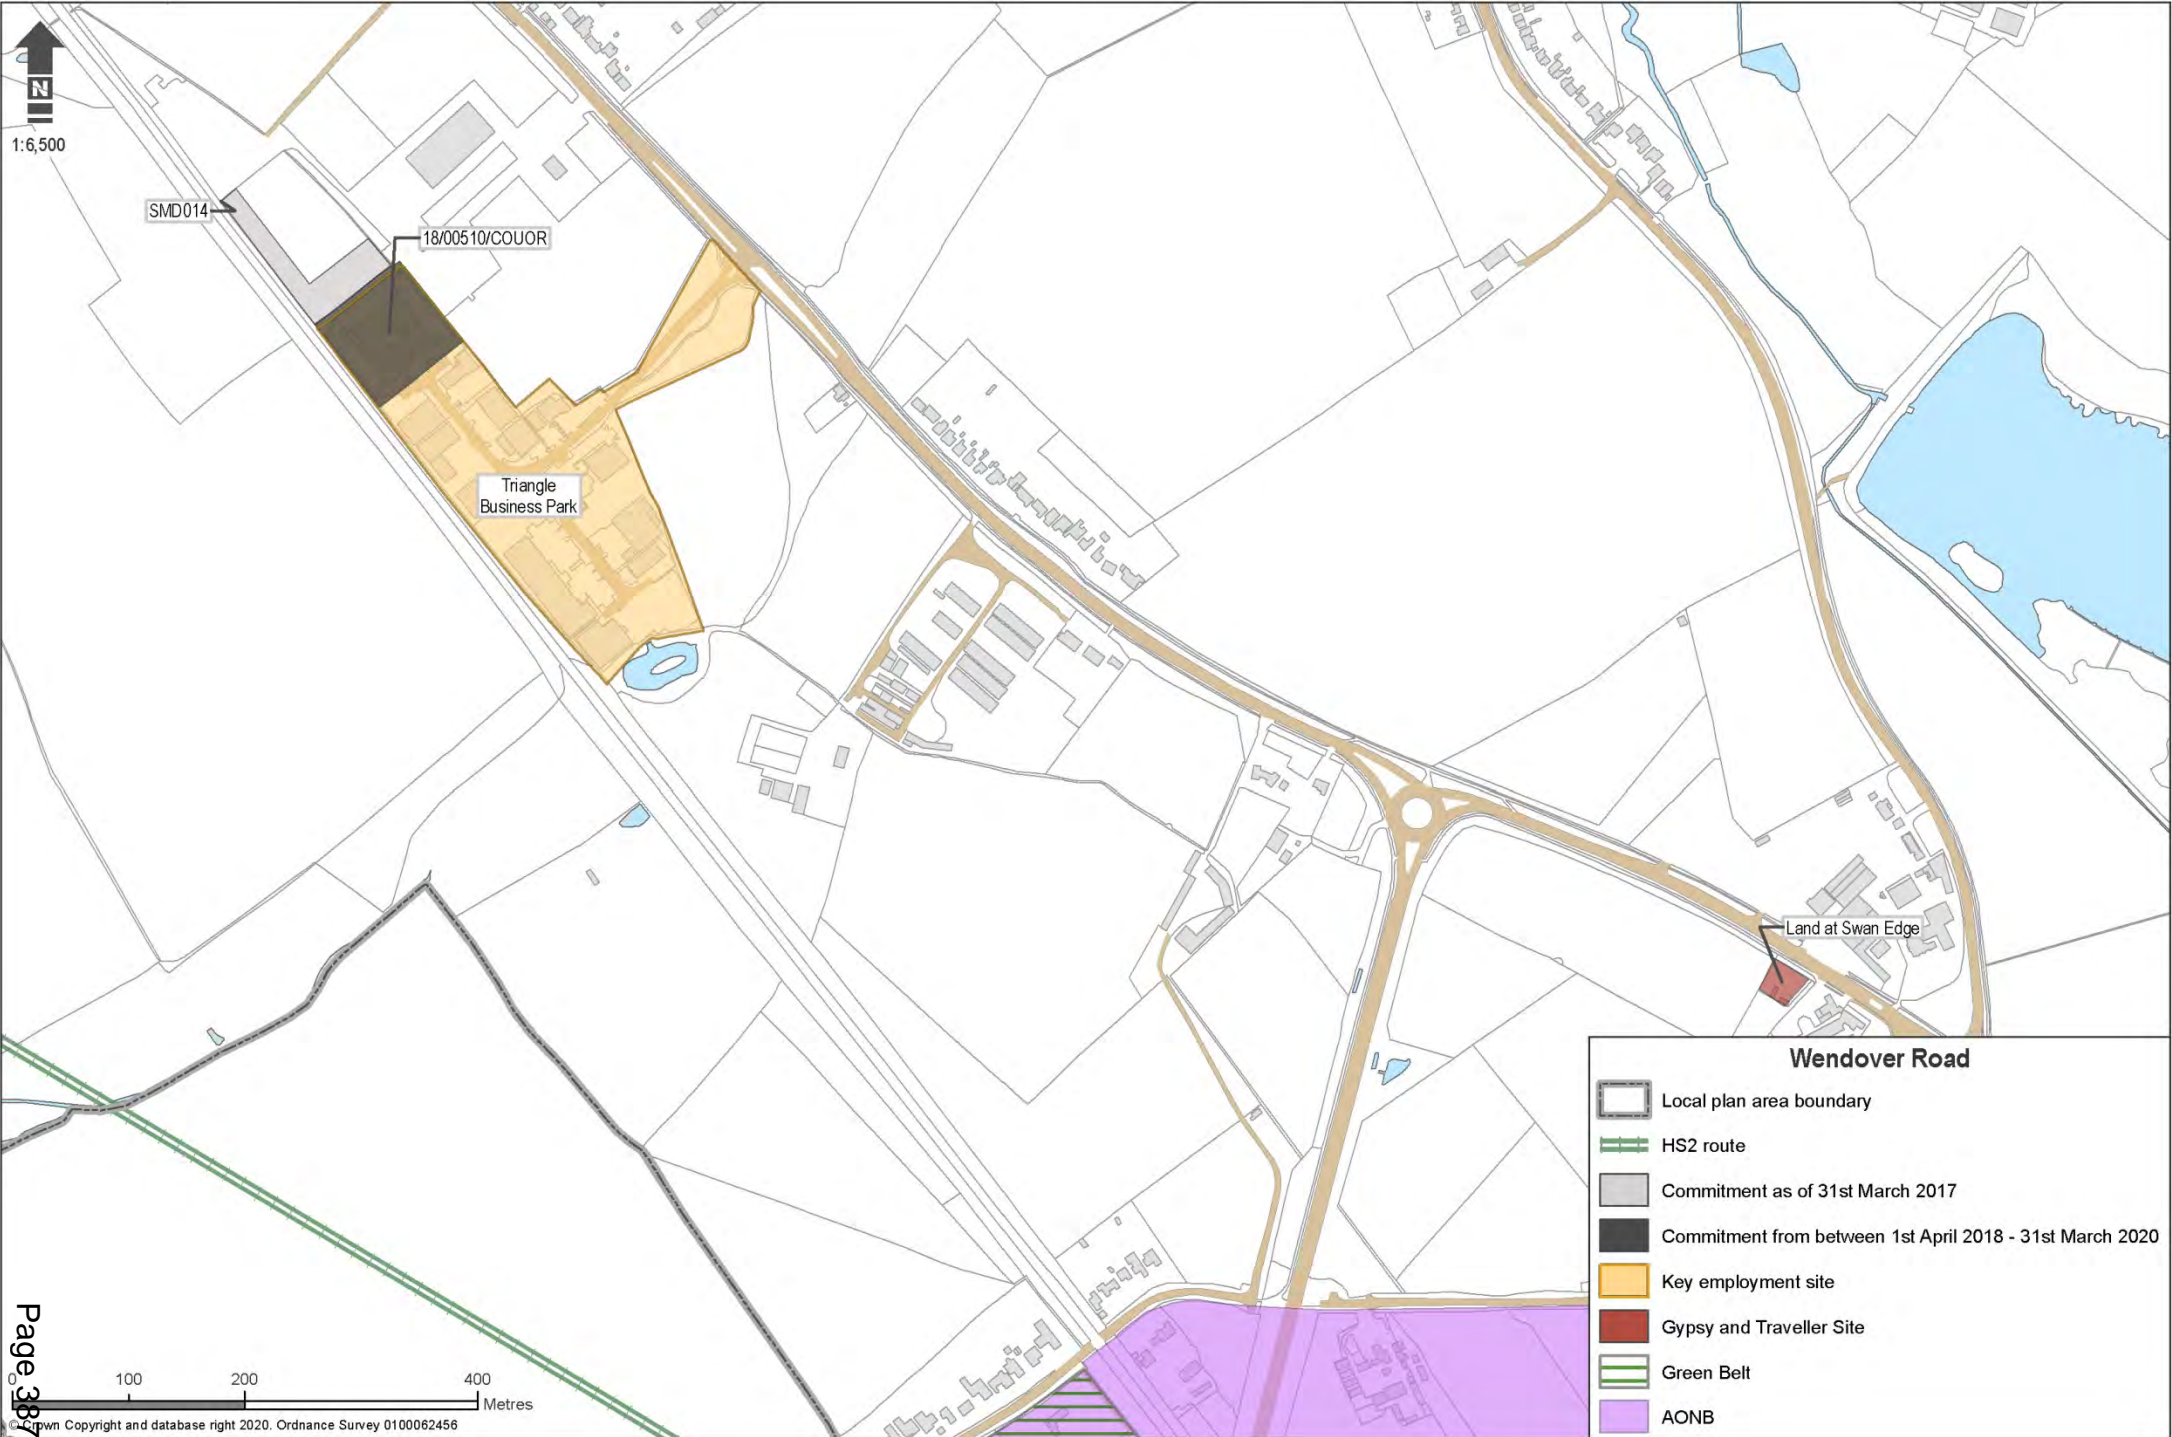 N
1:6,500
SMD014
18/00510/COUOR
Triangle
Business Park
Land at Swan Edge
Wendover Road
Local plan area boundary
HS2 route
Commitment as of 31st March 2017
Commitment from between 1st April 2018 - 31st March 2020
Key employment site
Gypsy and Traveller Site
Green Belt
AONB
0 100 200 400
Metres
© Crown Copyright and database right 2020. Ordnance Survey 0100062456
Page 387